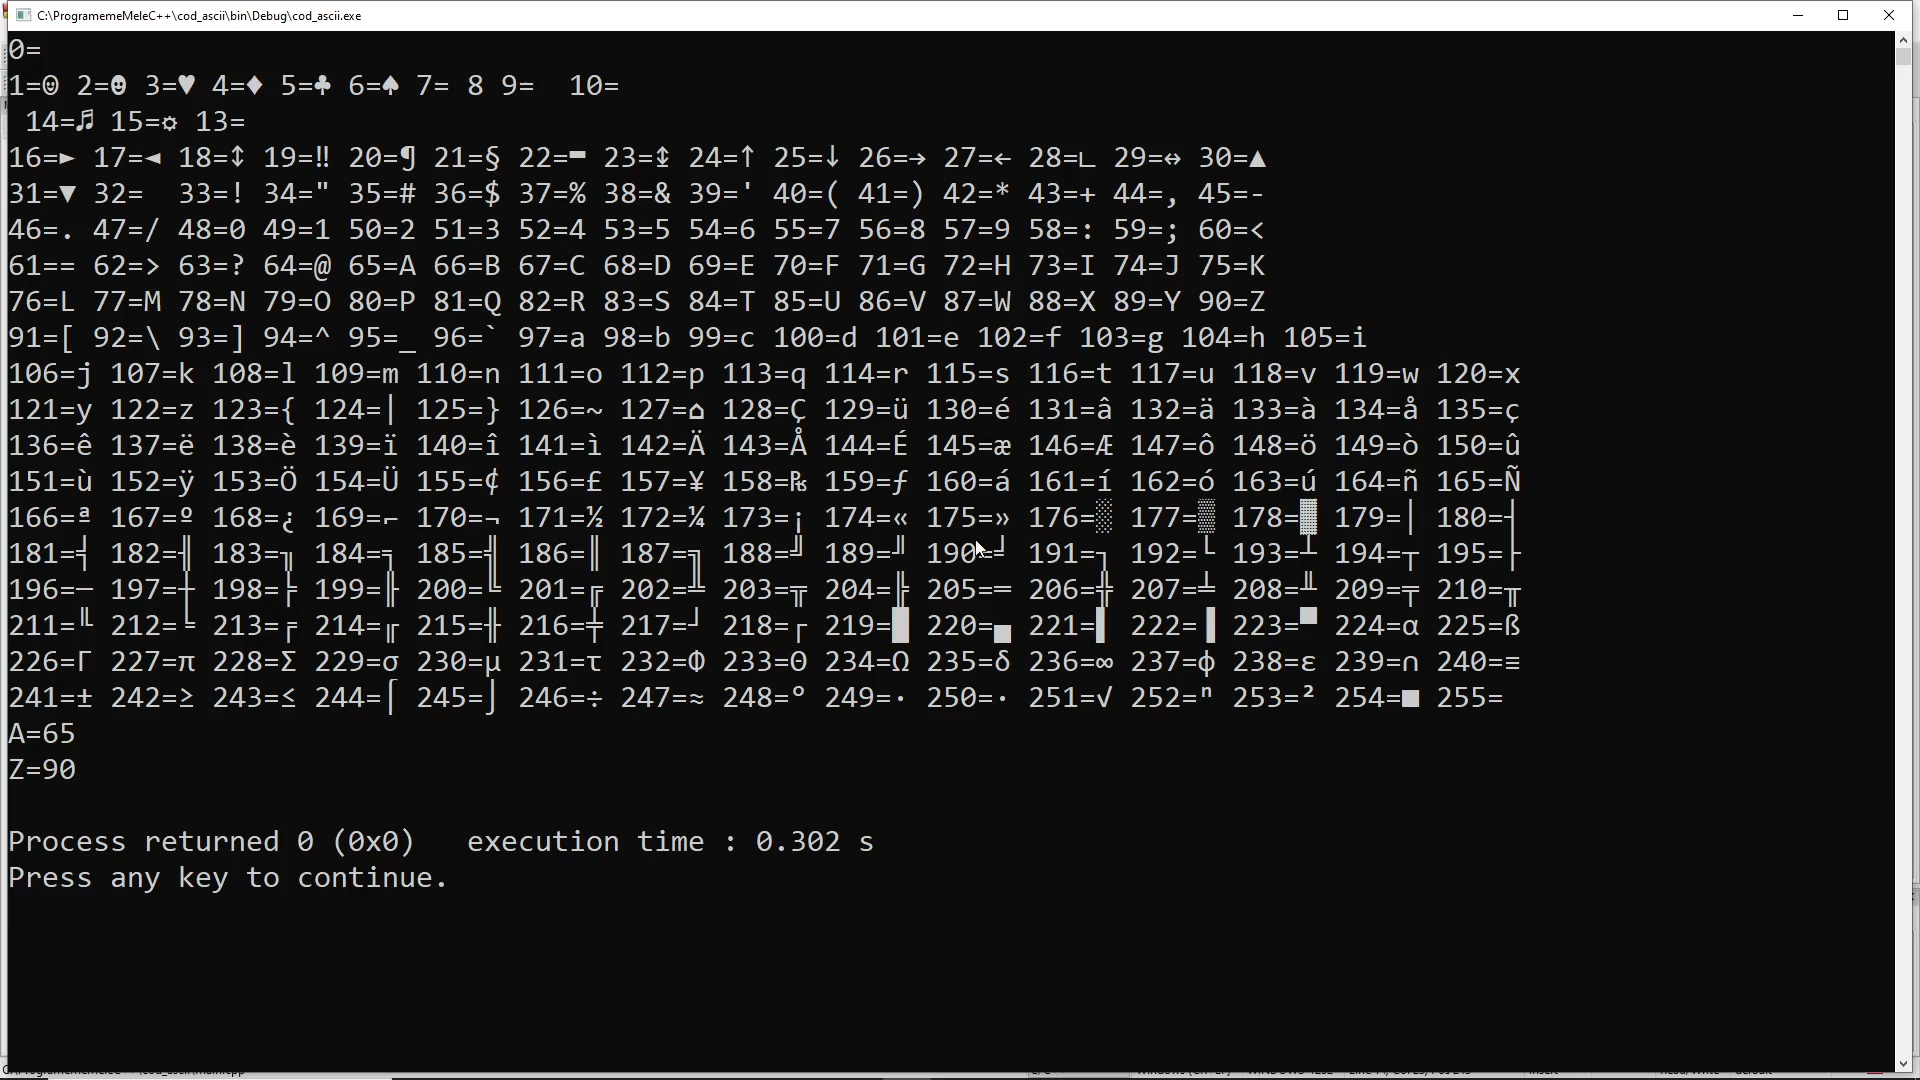 C:\ProgramemeMeleC++\cod_ascii\bin\Debug\cod_ascii.exe
0=
1=☺ 2=☻ 3=♥ 4=♦ 5=♣ 6=♠ 7= 8 9=  10=
 14=♫ 15=☼ 13=
16=► 17=◄ 18=↕ 19=‼ 20=¶ 21=§ 22=▬ 23=↨ 24=↑ 25=↓ 26=→ 27=← 28=∟ 29=↔ 30=▲
31=▼ 32=  33=! 34=" 35=# 36=$ 37=% 38=& 39=' 40=( 41=) 42=* 43=+ 44=, 45=-
46=. 47=/ 48=0 49=1 50=2 51=3 52=4 53=5 54=6 55=7 56=8 57=9 58=: 59=; 60=<
61== 62=> 63=? 64=@ 65=A 66=B 67=C 68=D 69=E 70=F 71=G 72=H 73=I 74=J 75=K
76=L 77=M 78=N 79=O 80=P 81=Q 82=R 83=S 84=T 85=U 86=V 87=W 88=X 89=Y 90=Z
91=[ 92=\ 93=] 94=^ 95=_ 96=` 97=a 98=b 99=c 100=d 101=e 102=f 103=g 104=h 105=i
106=j 107=k 108=l 109=m 110=n 111=o 112=p 113=q 114=r 115=s 116=t 117=u 118=v 119=w 120=x
121=y 122=z 123={ 124=| 125=} 126=~ 127=⌂ 128=Ç 129=ü 130=é 131=â 132=ä 133=à 134=å 135=ç
136=ê 137=ë 138=è 139=ï 140=î 141=ì 142=Ä 143=Å 144=É 145=æ 146=Æ 147=ô 148=ö 149=ò 150=û
151=ù 152=ÿ 153=Ö 154=Ü 155=¢ 156=£ 157=¥ 158=₧ 159=ƒ 160=á 161=í 162=ó 163=ú 164=ñ 165=Ñ
166=ª 167=º 168=¿ 169=⌐ 170=¬ 171=½ 172=¼ 173=¡ 174=« 175=» 176=░ 177=▒ 178=▓ 179=│ 180=┤
181=╡ 182=╢ 183=╖ 184=╕ 185=╣ 186=║ 187=╗ 188=╝ 189=╜ 190=╛ 191=┐ 192=└ 193=┴ 194=┬ 195=├
196=─ 197=┼ 198=╞ 199=╟ 200=╚ 201=╔ 202=╩ 203=╦ 204=╠ 205=═ 206=╬ 207=╧ 208=╨ 209=╤ 210=╥
211=╙ 212=╘ 213=╒ 214=╓ 215=╫ 216=╪ 217=┘ 218=┌ 219=█ 220=▄ 221=▌ 222=▐ 223=▀ 224=α 225=ß
226=Γ 227=π 228=Σ 229=σ 230=µ 231=τ 232=Φ 233=Θ 234=Ω 235=δ 236=∞ 237=φ 238=ε 239=∩ 240=≡
241=± 242=≥ 243=≤ 244=⌠ 245=⌡ 246=÷ 247=≈ 248=° 249=∙ 250=· 251=√ 252=ⁿ 253=² 254=■ 255=
A=65
Z=90
Process returned 0 (0x0)   execution time : 0.302 s
Press any key to continue.